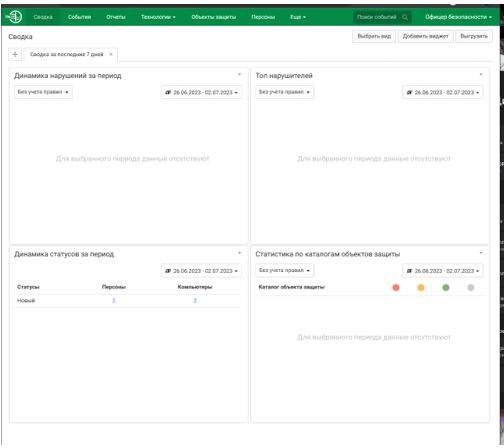 Сводка События Отчеты Технологии Объекты защиты Персоны Еще Поиск событий Офицер безопасности
Сводка
Выбрать вид Добавить виджет Выгрузить
+ Сводка за последние 7 дней ×
Динамика нарушений за период
Без учета правил 26.06.2023 - 02.07.2023
Для выбранного периода данные отсутствуют
Топ нарушителей
Без учета правил 26.06.2023 - 02.07.2023
Для выбранного периода данные отсутствуют
Динамика статусов за период
26.06.2023 - 02.07.2023
Статусы Персоны Компьютеры
Новый 2 2
Статистика по каталогам объектов защиты
Без учета правил 26.06.2023 - 02.07.2023
Каталог объекта защиты
Для выбранного периода данные отсутствуют